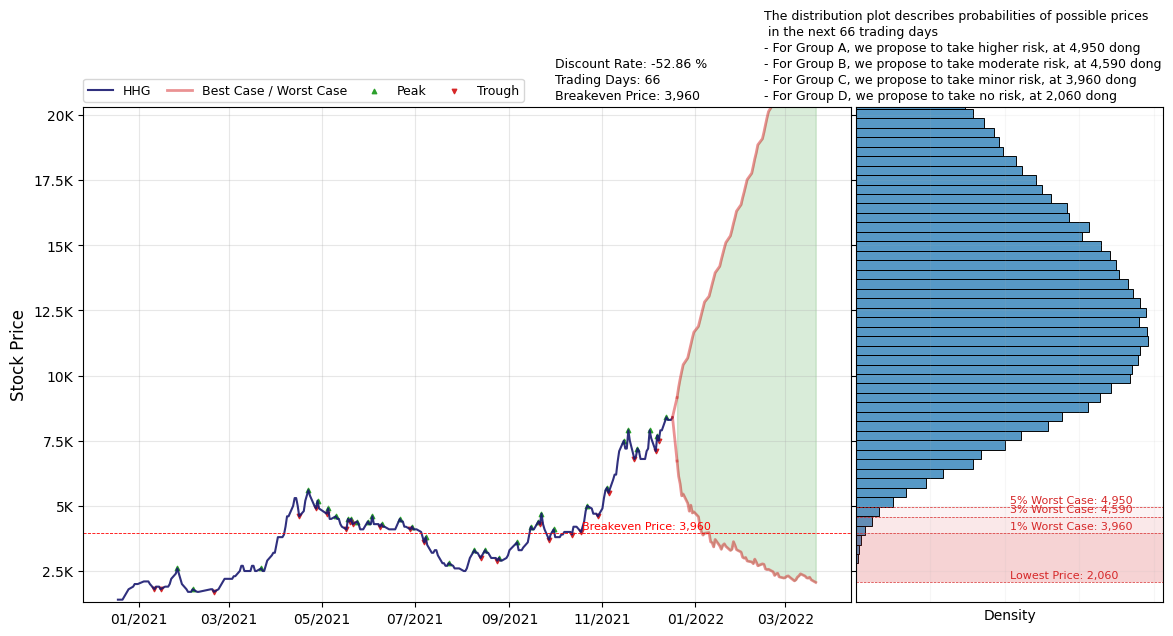 The distribution plot describes probabilities of possible prices
in the next 66 trading days
- For Group A, we propose to take higher risk, at 4,950 dong
- For Group B, we propose to take moderate risk, at 4,590 dong
- For Group C, we propose to take minor risk, at 3,960 dong
- For Group D, we propose to take no risk, at 2,060 dong
Discount Rate: -52.86 %
Trading Days: 66
Breakeven Price: 3,960
HHG
Best Case / Worst Case
Peak
Trough
Stock Price
20K
17.5K
15K
12.5K
10K
7.5K
5K
2.5K
Breakeven Price: 3,960
01/2021
03/2021
05/2021
07/2021
09/2021
11/2021
01/2022
03/2022
5% Worst Case: 4,950
3% Worst Case: 4,590
1% Worst Case: 3,960
Lowest Price: 2,060
Density